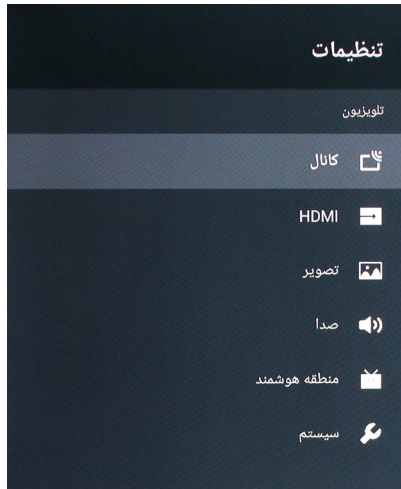 تنظیمات
تلویزیون
کانال
HDMI
تصویر
صدا
منطقه هوشمند
سیستم